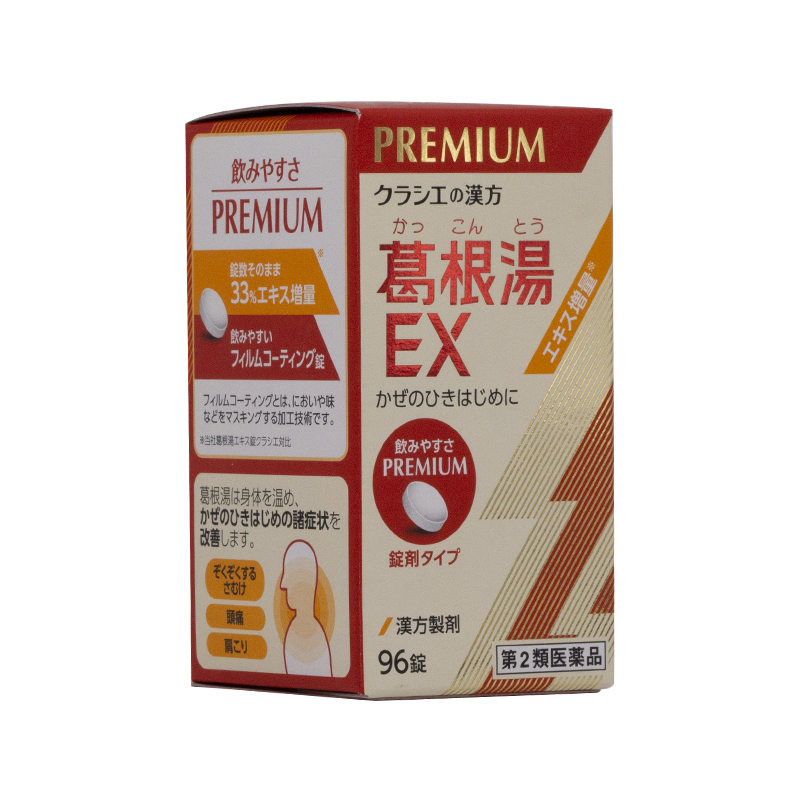 飲みやすさ
PREMIUM
錠数そのまま
33%エキス増量※
飲みやすい
フィルムコーティング錠
フィルムコーティングとは、においや味
などをマスキングする加工技術です。
※当社葛根湯エキス錠クラシエ対比
葛根湯は身体を温め、
かぜのひきはじめの諸症状を
改善します。
ぞくぞくする
さむけ
頭痛
肩こり
PREMIUM
クラシエの漢方
かっこんとう
葛根湯
EX
かぜのひきはじめに
エキス増量※
飲みやすさ
PREMIUM
錠剤タイプ
漢方製剤
96錠
第2類医薬品